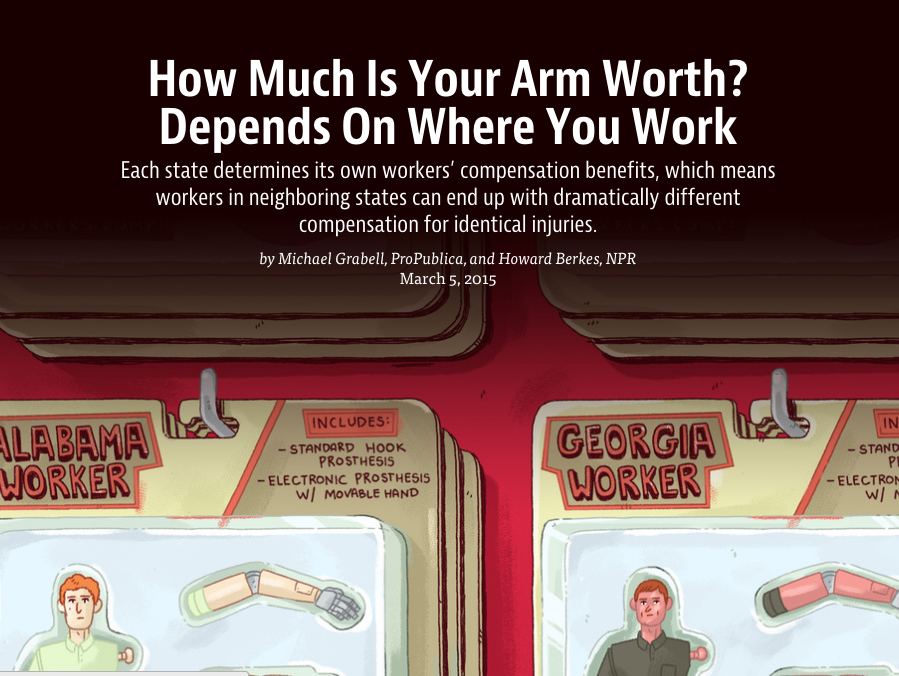 How Much Is Your Arm Worth?
Depends On Where You Work
Each state determines its own workers’ compensation benefits, which means
workers in neighboring states can end up with dramatically different
compensation for identical injuries.
by Michael Grabell, ProPublica, and Howard Berkes, NPR
March 5, 2015
ALABAMA
WORKER
INCLUDES:
- STANDARD HOOK
PROSTHESIS
- ELECTRONIC PROSTHESIS
W/ MOVABLE HAND
GEORGIA
WORKER
IN
- STAND
P
- ELECTRON
W/ M